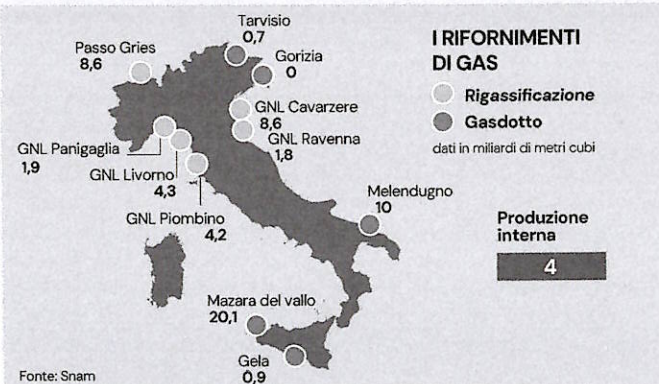 Tarvisio
0,7
Passo Gries
8,6
Gorizia
0
GNL Cavarzere
8,6
GNL Ravenna
1,8
GNL Panigaglia
1,9
GNL Livorno
4,3
GNL Piombino
4,2
Melendugno
10
Mazara del vallo
20,1
Gela
0,9
Fonte: Snam
I RIFORNIMENTI
DI GAS
Rigassificazione
Gasdotto
dati in miliardi di metri cubi
Produzione
interna
4